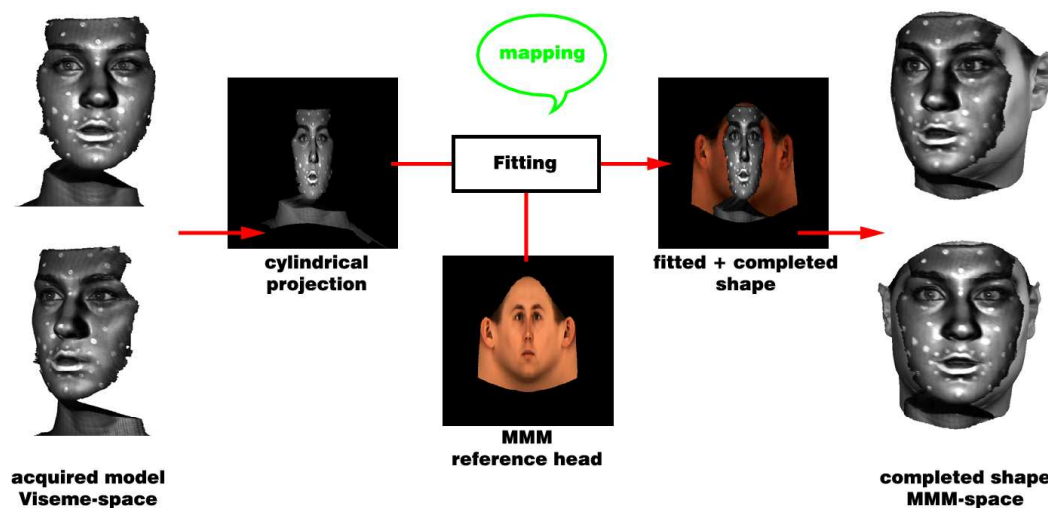 mapping
Fitting
cylindrical
projection
fitted + completed
shape
MMM
reference head
acquired model
Viseme-space
completed shape
MMM-space